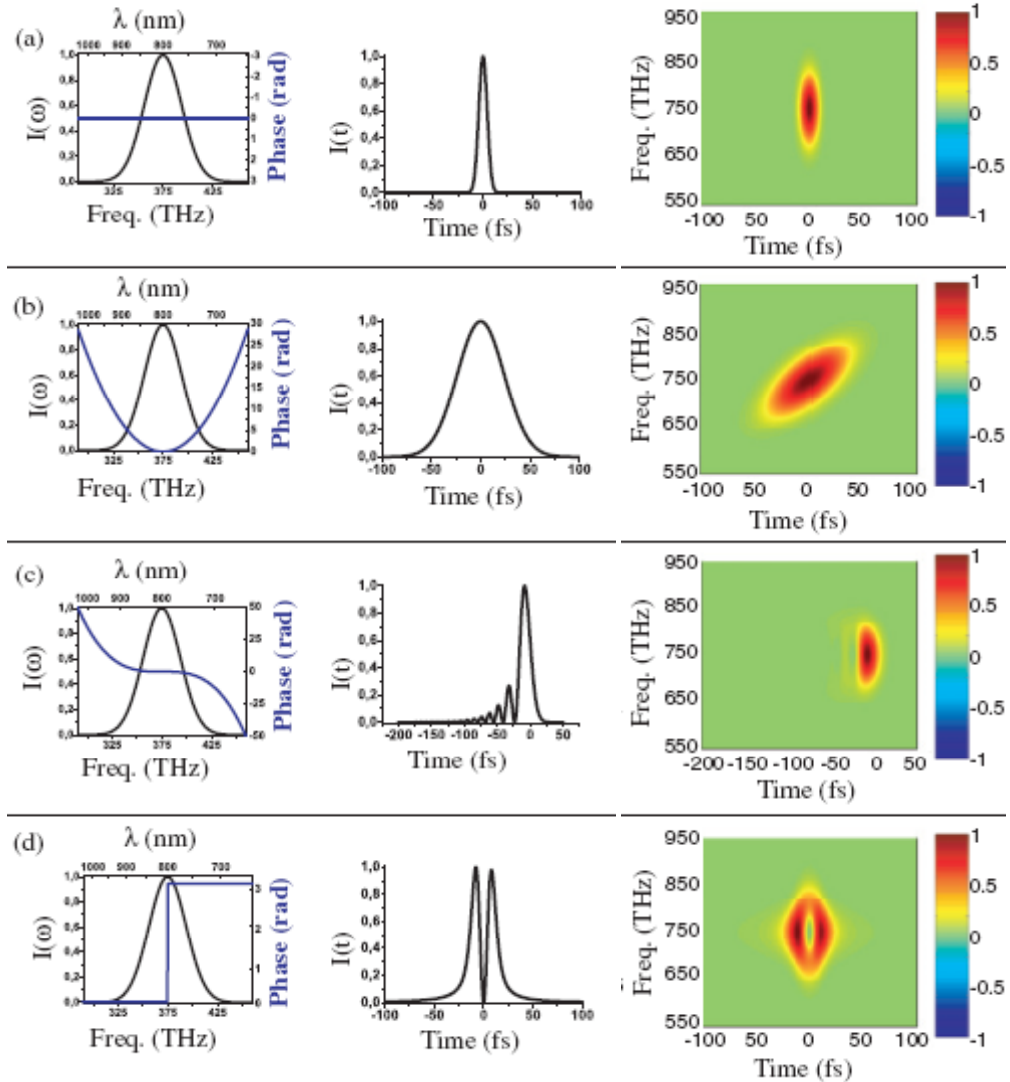 (a)
λ (nm)
1000 900 800 700
1,0
0,8
0,6
0,4
0,2
0,0
I(ω)
-3
-2
-1
0
1
2
3
Phase (rad)
325 375 425
Freq. (THz)
1,0
0,8
0,6
0,4
0,2
0,0
I(t)
-100 -50 0 50 100
Time (fs)
950
850
750
650
550
Freq. (THz)
-100 50 0 50 100
Time (fs)
1
0.5
0
-0.5
-1
(b)
λ (nm)
1000 900 800 700
1,0
0,8
0,6
0,4
0,2
0,0
I(ω)
30
25
20
15
10
5
0
Phase (rad)
325 375 425
Freq. (THz)
1,0
0,8
0,6
0,4
0,2
0,0
I(t)
-100 -50 0 50 100
Time (fs)
950
850
750
650
550
Freq. (THz)
-100 50 0 50 100
Time (fs)
1
0.5
0
-0.5
-1
(c)
λ (nm)
1000 900 800 700
1,0
0,8
0,6
0,4
0,2
0,0
I(ω)
50
25
0
-25
-50
Phase (rad)
325 375 425
Freq. (THz)
1,0
0,8
0,6
0,4
0,2
0,0
I(t)
-200 -150 -100 -50 0 50
Time (fs)
950
850
750
650
550
Freq. (THz)
-200 -150 -100 -50 0 50
Time (fs)
1
0.5
0
-0.5
-1
(d)
λ (nm)
1000 900 800 700
1,0
0,8
0,6
0,4
0,2
0,0
I(ω)
3
2
1
0
Phase (rad)
325 375 425
Freq. (THz)
1,0
0,8
0,6
0,4
0,2
0,0
I(t)
-100 -50 0 50 100
Time (fs)
950
850
750
650
550
Freq. (THz)
-100 50 0 50 100
Time (fs)
1
0.5
0
-0.5
-1